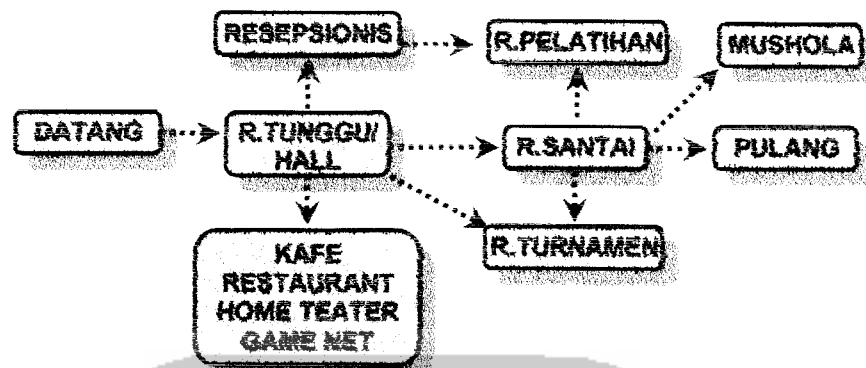 RESEPSIONIS
R.PELATIHAN
MUSHOLA
DATANG
R.TUNGGU/
HALL
R.SANTAI
PULANG
R.TURNAMEN
KAFE
RESTAURANT
HOME TEATER
GAME NET